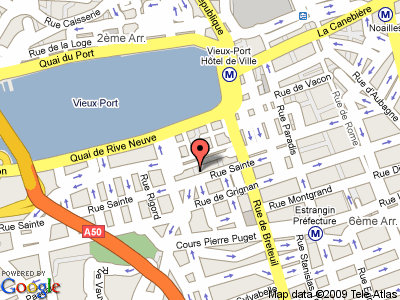 Rue Caisserie
2ème Arr.
République
La Canebière
Noailles
Rue de la Loge
Quai du Port
Vieux-Port
Hôtel de Ville
M
Rue de Vacon
Rue d'Aubagne
Vieux Port
Rue Paradis
Rue de Rome
Quai de Rive Neuve
Rue Sainte
Rue Rigord
Rue de Grignan
Rue Montgrand
Rue Sainte
Rue de Breteuil
Estrangin
Préfecture
M
6ème Arr.
Rue Sainte
A50
Cours Pierre Puget
Rue Stanislas
POWERED BY
Google
Map data ©2009 Tele Atlas